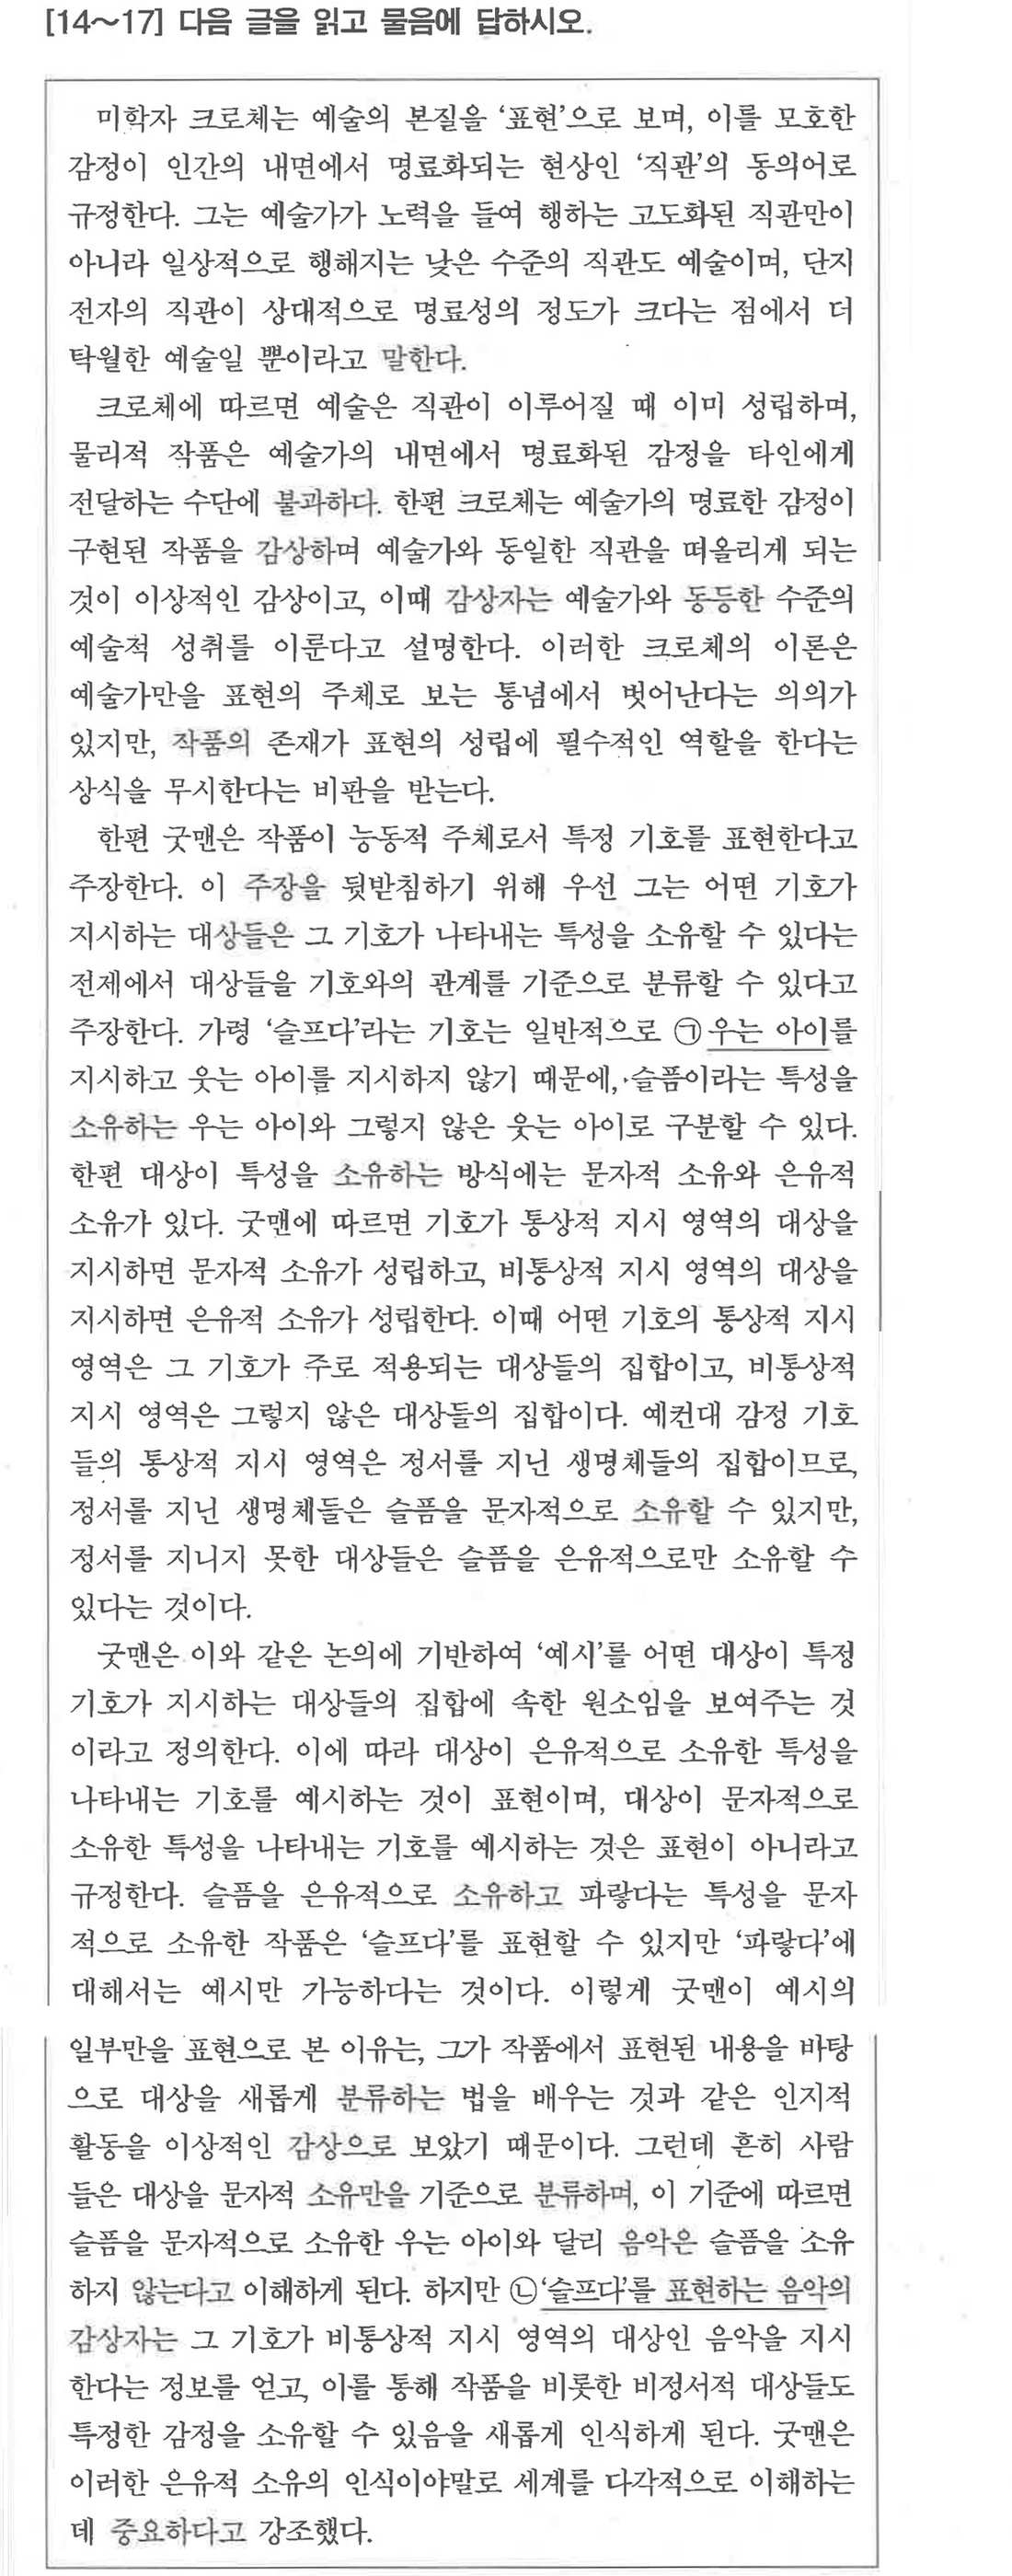 [14～17] 다음 글을 읽고 물음에 답하시오.
미학자 크로체는 예술의 본질을 ‘표현’으로 보며, 이를 모호한
감정이 인간의 내면에서 명료화되는 현상인 ‘직관’의 동의어로
규정한다. 그는 예술가가 노력을 들여 행하는 고도화된 직관만이
아니라 일상적으로 행해지는 낮은 수준의 직관도 예술이며, 단지
전자의 직관이 상대적으로 명료성의 정도가 크다는 점에서 더
탁월한 예술일 뿐이라고 말한다.
크로체에 따르면 예술은 직관이 이루어질 때 이미 성립하며,
물리적 작품은 예술가의 내면에서 명료화된 감정을 타인에게
전달하는 수단에 불과하다. 한편 크로체는 예술가의 명료한 감정이
구현된 작품을 감상하며 예술가와 동일한 직관을 떠올리게 되는
것이 이상적인 감상이고, 이때 감상자는 예술가와 동등한 수준의
예술적 성취를 이룬다고 설명한다. 이러한 크로체의 이론은
예술가만을 표현의 주체로 보는 통념에서 벗어난다는 의의가
있지만, 작품의 존재가 표현의 성립에 필수적인 역할을 한다는
상식을 무시한다는 비판을 받는다.
한편 굿맨은 작품이 능동적 주체로서 특정 기호를 표현한다고
주장한다. 이 주장을 뒷받침하기 위해 우선 그는 어떤 기호가
지시하는 대상들은 그 기호가 나타내는 특성을 소유할 수 있다는
전제에서 대상들을 기호와의 관계를 기준으로 분류할 수 있다고
주장한다. 가령 ‘슬프다’라는 기호는 일반적으로 ㉠우는 아이를
지시하고 웃는 아이를 지시하지 않기 때문에, 슬픔이라는 특성을
소유하는 우는 아이와 그렇지 않은 웃는 아이로 구분할 수 있다.
한편 대상이 특성을 소유하는 방식에는 문자적 소유와 은유적
소유가 있다. 굿맨에 따르면 기호가 통상적 지시 영역의 대상을
지시하면 문자적 소유가 성립하고, 비통상적 지시 영역의 대상을
지시하면 은유적 소유가 성립한다. 이때 어떤 기호의 통상적 지시
영역은 그 기호가 주로 적용되는 대상들의 집합이고, 비통상적
지시 영역은 그렇지 않은 대상들의 집합이다. 예컨대 감정 기호
들의 통상적 지시 영역은 정서를 지닌 생명체들의 집합이므로,
정서를 지닌 생명체들은 슬픔을 문자적으로 소유할 수 있지만,
정서를 지니지 못한 대상들은 슬픔을 은유적으로만 소유할 수
있다는 것이다.
굿맨은 이와 같은 논의에 기반하여 ‘예시’를 어떤 대상이 특정
기호가 지시하는 대상들의 집합에 속한 원소임을 보여주는 것
이라고 정의한다. 이에 따라 대상이 은유적으로 소유한 특성을
나타내는 기호를 예시하는 것이 표현이며, 대상이 문자적으로
소유한 특성을 나타내는 기호를 예시하는 것은 표현이 아니라고
규정한다. 슬픔을 은유적으로 소유하고 파랗다는 특성을 문자
적으로 소유한 작품은 ‘슬프다’를 표현할 수 있지만 ‘파랗다’에
대해서는 예시만 가능하다는 것이다. 이렇게 굿맨이 예시의
일부만을 표현으로 본 이유는, 그가 작품에서 표현된 내용을 바탕
으로 대상을 새롭게 분류하는 법을 배우는 것과 같은 인지적
활동을 이상적인 감상으로 보았기 때문이다. 그런데 흔히 사람
들은 대상을 문자적 소유만을 기준으로 분류하며, 이 기준에 따르면
슬픔을 문자적으로 소유한 우는 아이와 달리 음악은 슬픔을 소유
하지 않는다고 이해하게 된다. 하지만 ㉡‘슬프다’를 표현하는 음악의
감상자는 그 기호가 비통상적 지시 영역의 대상인 음악을 지시
한다는 정보를 얻고, 이를 통해 작품을 비롯한 비정서적 대상들도
특정한 감정을 소유할 수 있음을 새롭게 인식하게 된다. 굿맨은
이러한 은유적 소유의 인식이야말로 세계를 다각적으로 이해하는
데 중요하다고 강조했다.